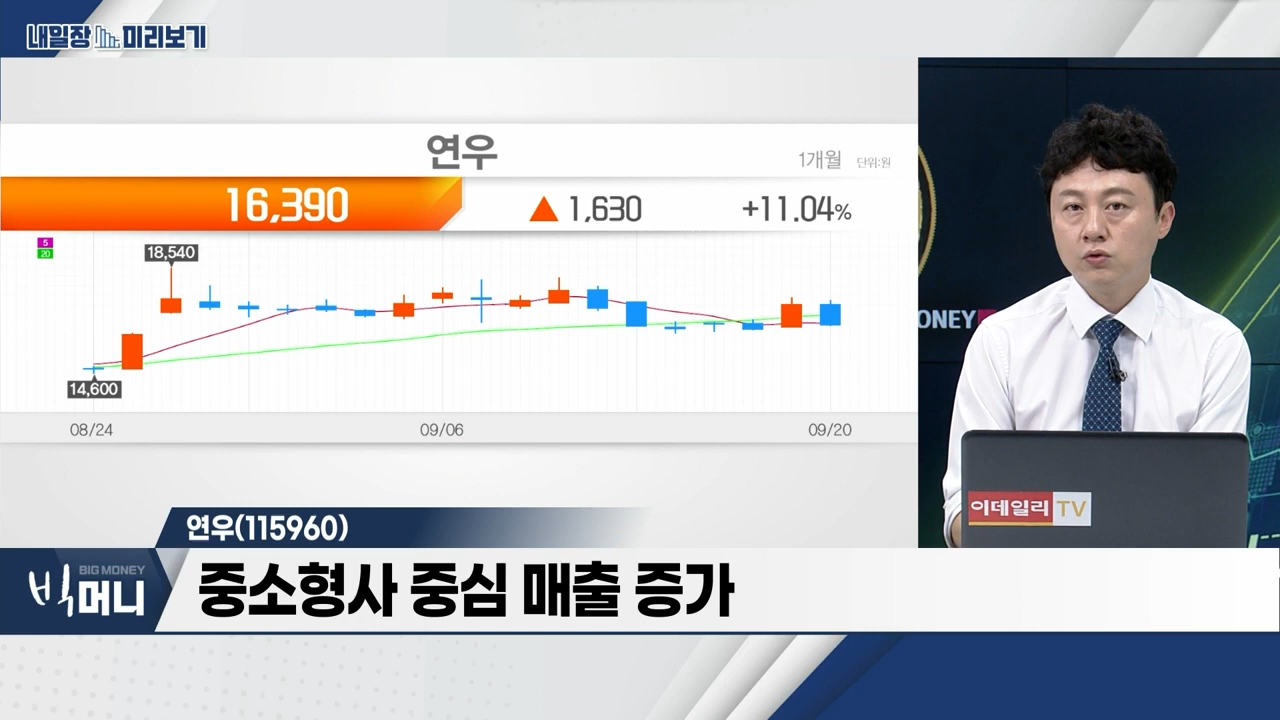 내일장 미리보기
연우
1개월 단위:원
16,390 ▲ 1,630 +11.04%
5
20
18,540
14,600
08/24 09/06 09/20
ONEY
이데일리 TV
연우(115960)
BIG MONEY
빅머니
중소형사 중심 매출 증가